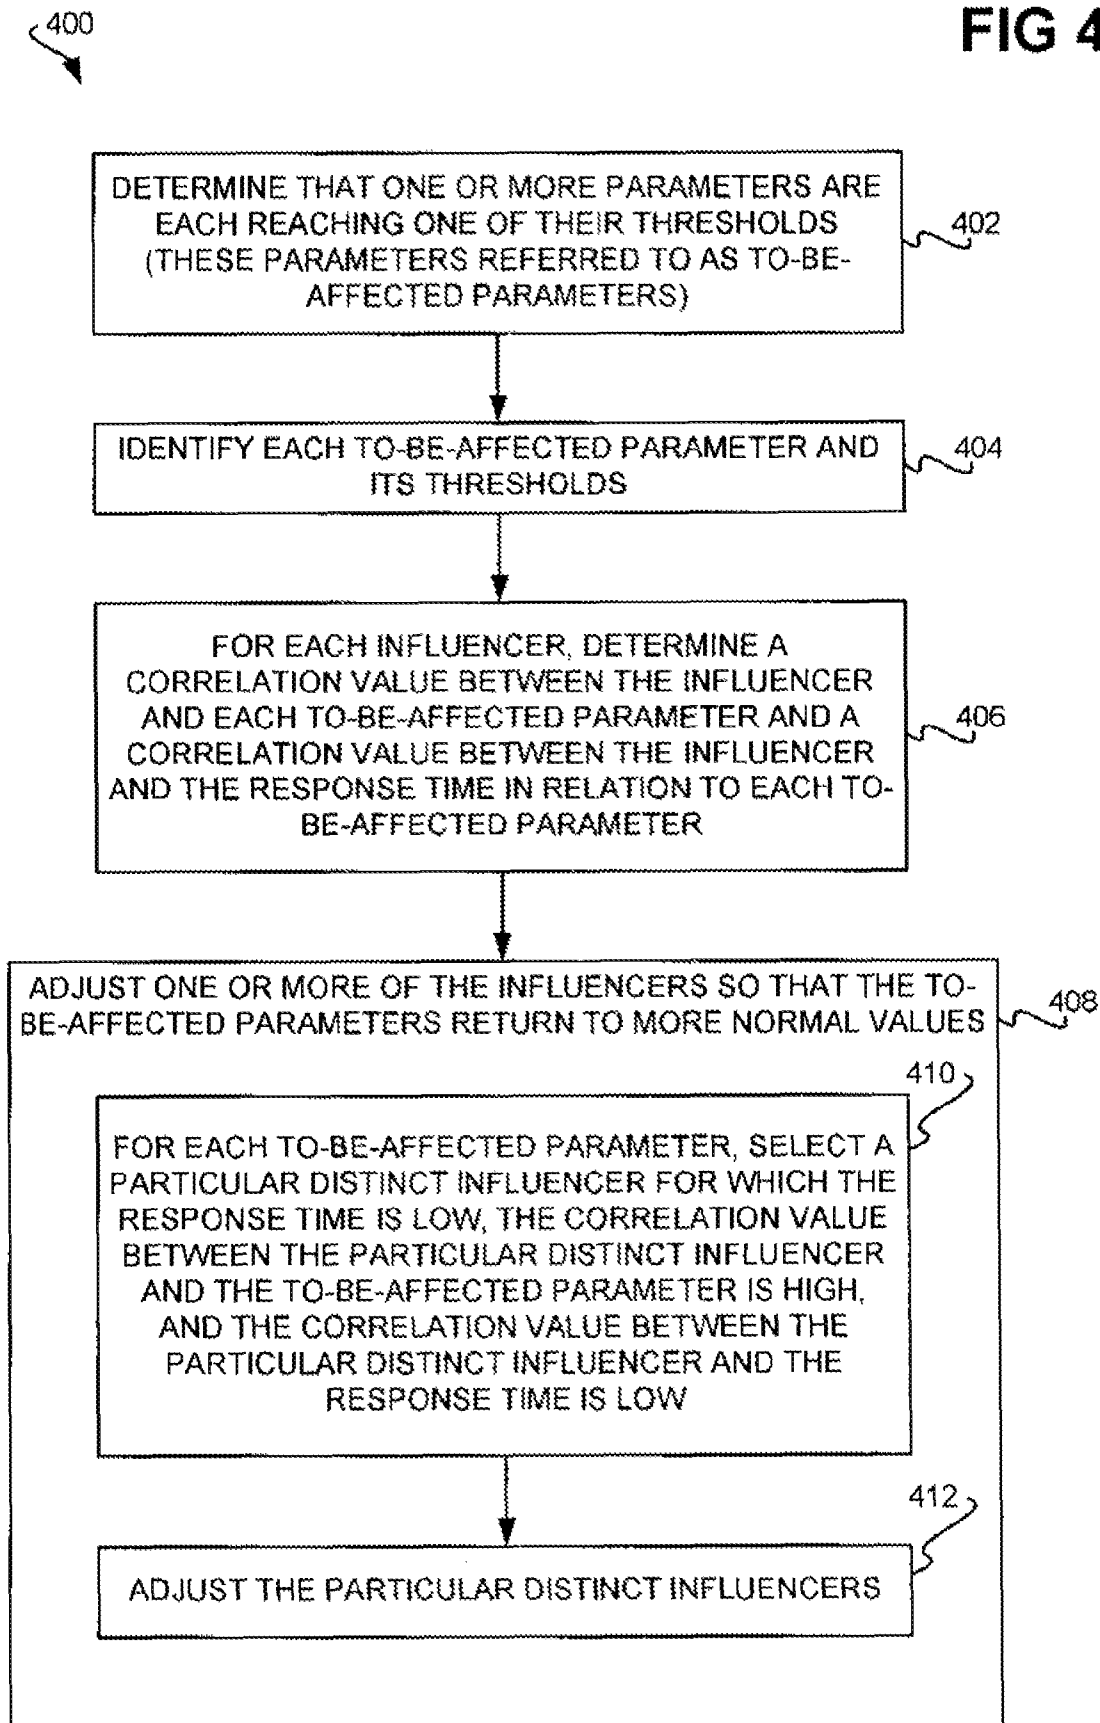 400
FIG 4
DETERMINE THAT ONE OR MORE PARAMETERS ARE
EACH REACHING ONE OF THEIR THRESHOLDS
(THESE PARAMETERS REFERRED TO AS TO-BE-
AFFECTED PARAMETERS)
402
IDENTIFY EACH TO-BE-AFFECTED PARAMETER AND
ITS THRESHOLDS
404
FOR EACH INFLUENCER, DETERMINE A
CORRELATION VALUE BETWEEN THE INFLUENCER
AND EACH TO-BE-AFFECTED PARAMETER AND A
CORRELATION VALUE BETWEEN THE INFLUENCER
AND THE RESPONSE TIME IN RELATION TO EACH TO-
BE-AFFECTED PARAMETER
406
ADJUST ONE OR MORE OF THE INFLUENCERS SO THAT THE TO-
BE-AFFECTED PARAMETERS RETURN TO MORE NORMAL VALUES
408
410
FOR EACH TO-BE-AFFECTED PARAMETER, SELECT A
PARTICULAR DISTINCT INFLUENCER FOR WHICH THE
RESPONSE TIME IS LOW, THE CORRELATION VALUE
BETWEEN THE PARTICULAR DISTINCT INFLUENCER
AND THE TO-BE-AFFECTED PARAMETER IS HIGH,
AND THE CORRELATION VALUE BETWEEN THE
PARTICULAR DISTINCT INFLUENCER AND THE
RESPONSE TIME IS LOW
412
ADJUST THE PARTICULAR DISTINCT INFLUENCERS